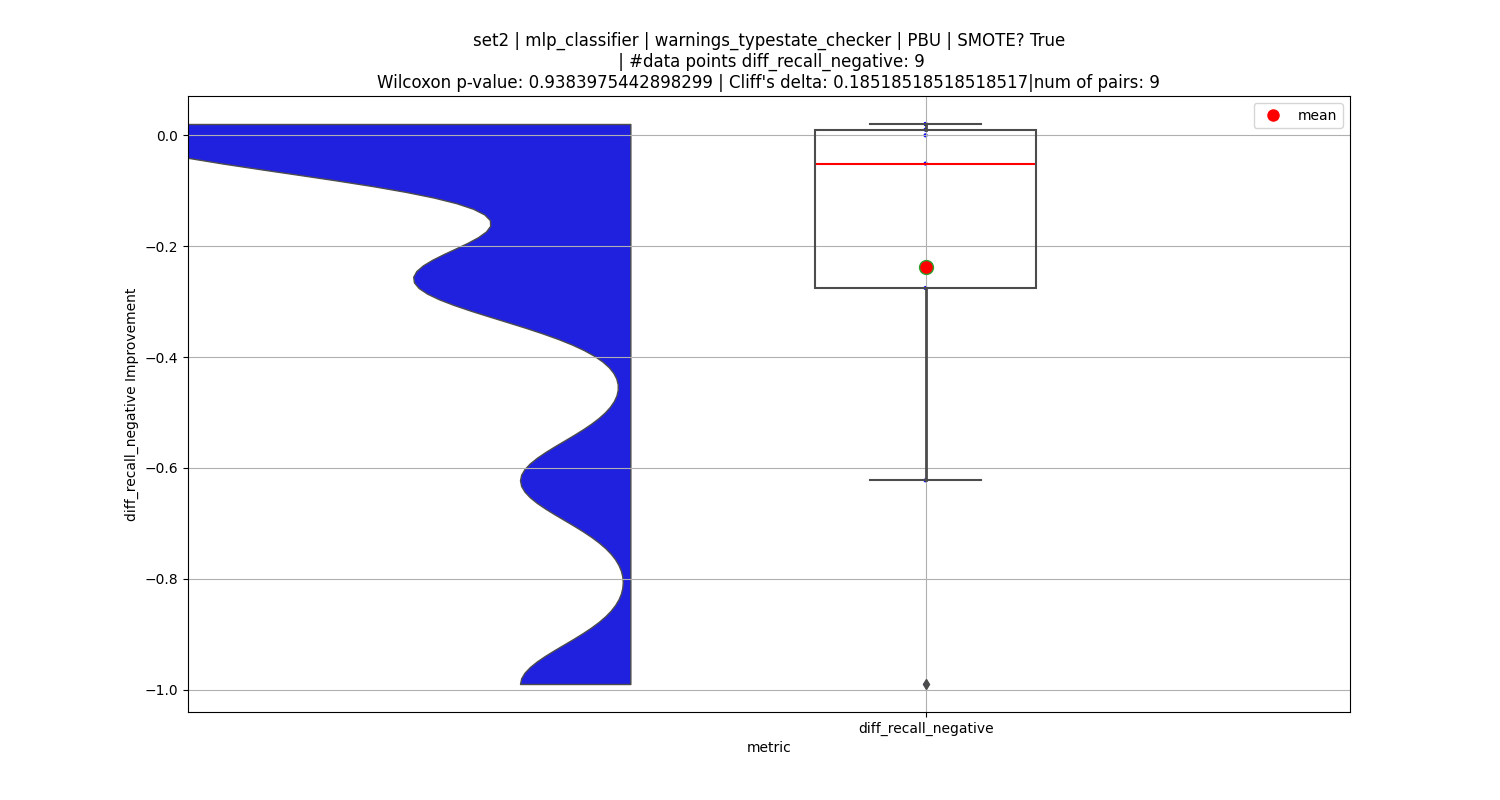 set2 | mlp_classifier | warnings_typestate_checker | PBU | SMOTE? True
| #data points diff_recall_negative: 9
Wilcoxon p-value: 0.9383975442898299 | Cliff's delta: 0.18518518518518517|num of pairs: 9
mean
0.0
−0.2
−0.4
−0.6
−0.8
−1.0
diff_recall_negative Improvement
diff_recall_negative
metric